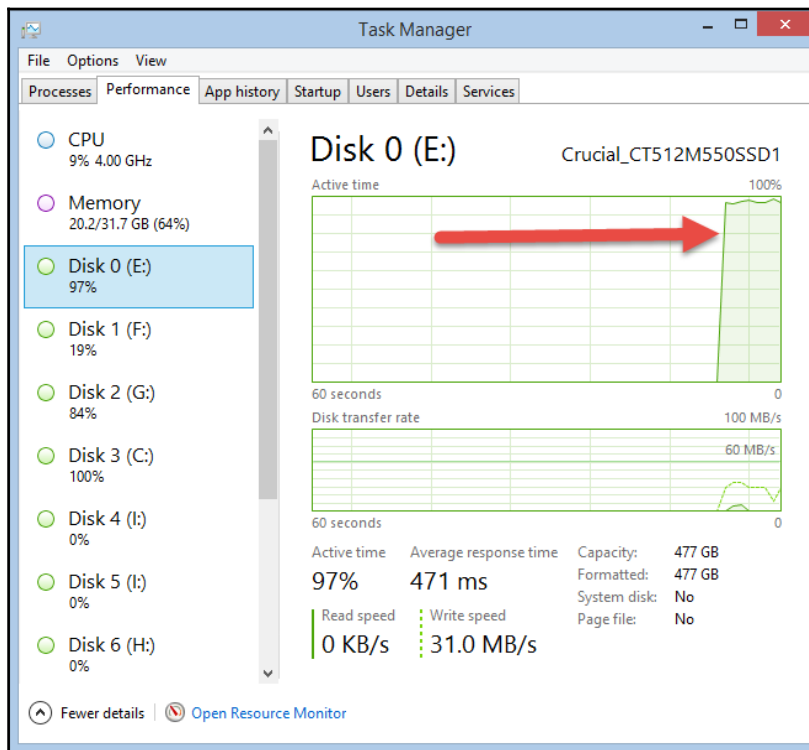 Task Manager
File Options View
Processes Performance App history Startup Users Details Services
CPU
9% 4.00 GHz
Memory
20.2/31.7 GB (64%)
Disk 0 (E:)
97%
Disk 1 (F:)
19%
Disk 2 (G:)
84%
Disk 3 (C:)
100%
Disk 4 (I:)
0%
Disk 5 (I:)
0%
Disk 6 (H:)
0%
Disk 0 (E:) Crucial_CT512M550SSD1
Active time 100%
60 seconds 0
Disk transfer rate 100 MB/s
60 MB/s
60 seconds 0
Active time Average response time
97% 471 ms
Read speed Write speed
0 KB/s 31.0 MB/s
Capacity: 477 GB
Formatted: 477 GB
System disk: No
Page file: No
Fewer details Open Resource Monitor